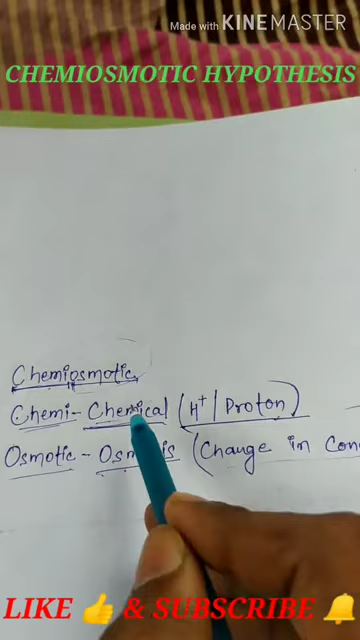 Made with KINEMASTER
CHEMIOSMOTIC HYPOTHESIS
Chemiosmotic
Chemi - Chemical (H+ / Proton)
Osmotic - Osmosis (Change in Con
LIKE 👍 & SUBSCRIBE 🔔